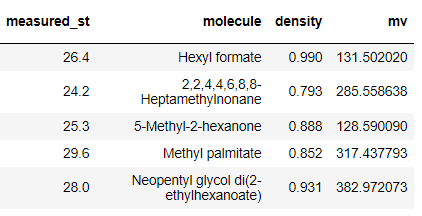 measured_st molecule density mv
26.4 Hexyl formate 0.990 131.502020
24.2 2,2,4,4,6,8,8-
Heptamethylnonane 0.793 285.558638
25.3 5-Methyl-2-hexanone 0.888 128.590090
29.6 Methyl palmitate 0.852 317.437793
28.0 Neopentyl glycol di(2-
ethylhexanoate) 0.931 382.972073